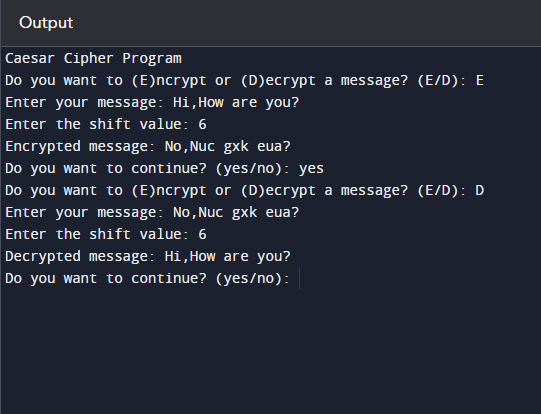 Output
Caesar Cipher Program
Do you want to (E)ncrypt or (D)ecrypt a message? (E/D): E
Enter your message: Hi,How are you?
Enter the shift value: 6
Encrypted message: No,Nuc gxk eua?
Do you want to continue? (yes/no): yes
Do you want to (E)ncrypt or (D)ecrypt a message? (E/D): D
Enter your message: No,Nuc gxk eua?
Enter the shift value: 6
Decrypted message: Hi,How are you?
Do you want to continue? (yes/no):